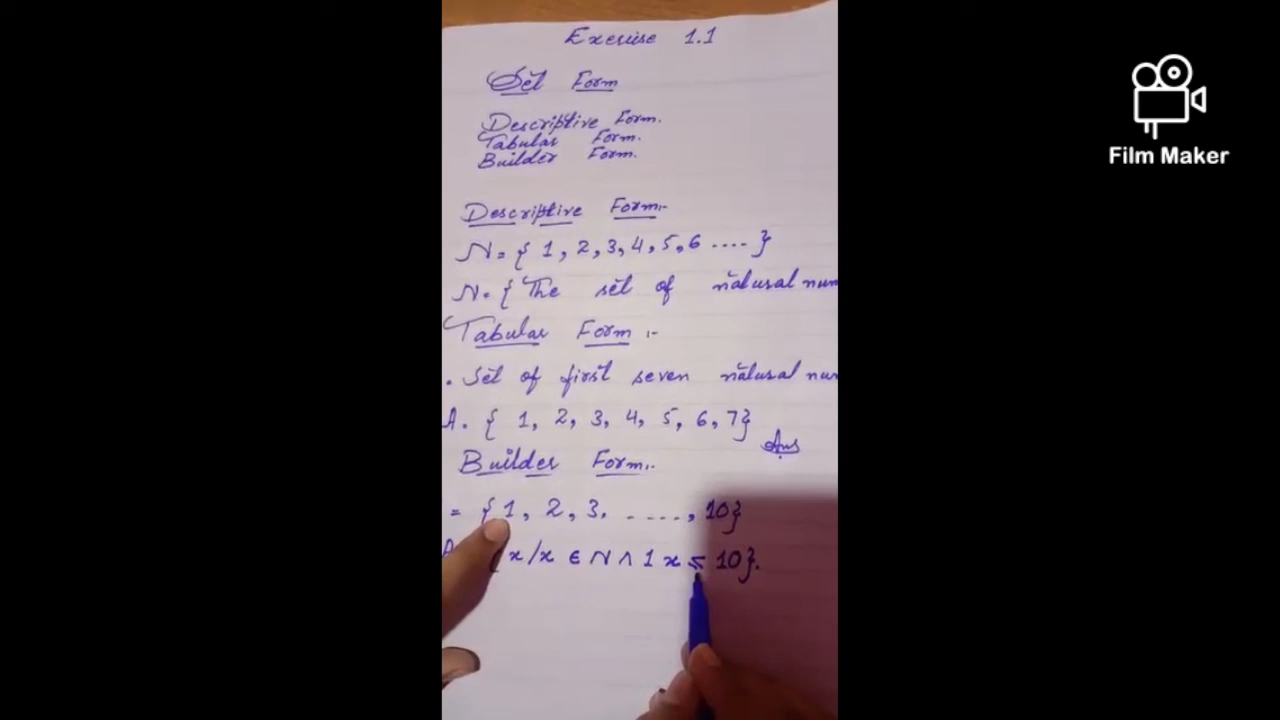 Exercise 1.1
Set Form
Descriptive Form.
Tabular Form.
Builder Form.
Descriptive Form:-
N = { 1, 2, 3, 4, 5, 6 .... }
N = { The set of natural num
Tabular Form :-
. Set of first seven natural num
A = { 1, 2, 3, 4, 5, 6, 7}
Ans
Builder Form:-
= {1, 2, 3. ....., 10}
A { x/x ∈ N ∧ 1 x ≤ 10}.
Film Maker